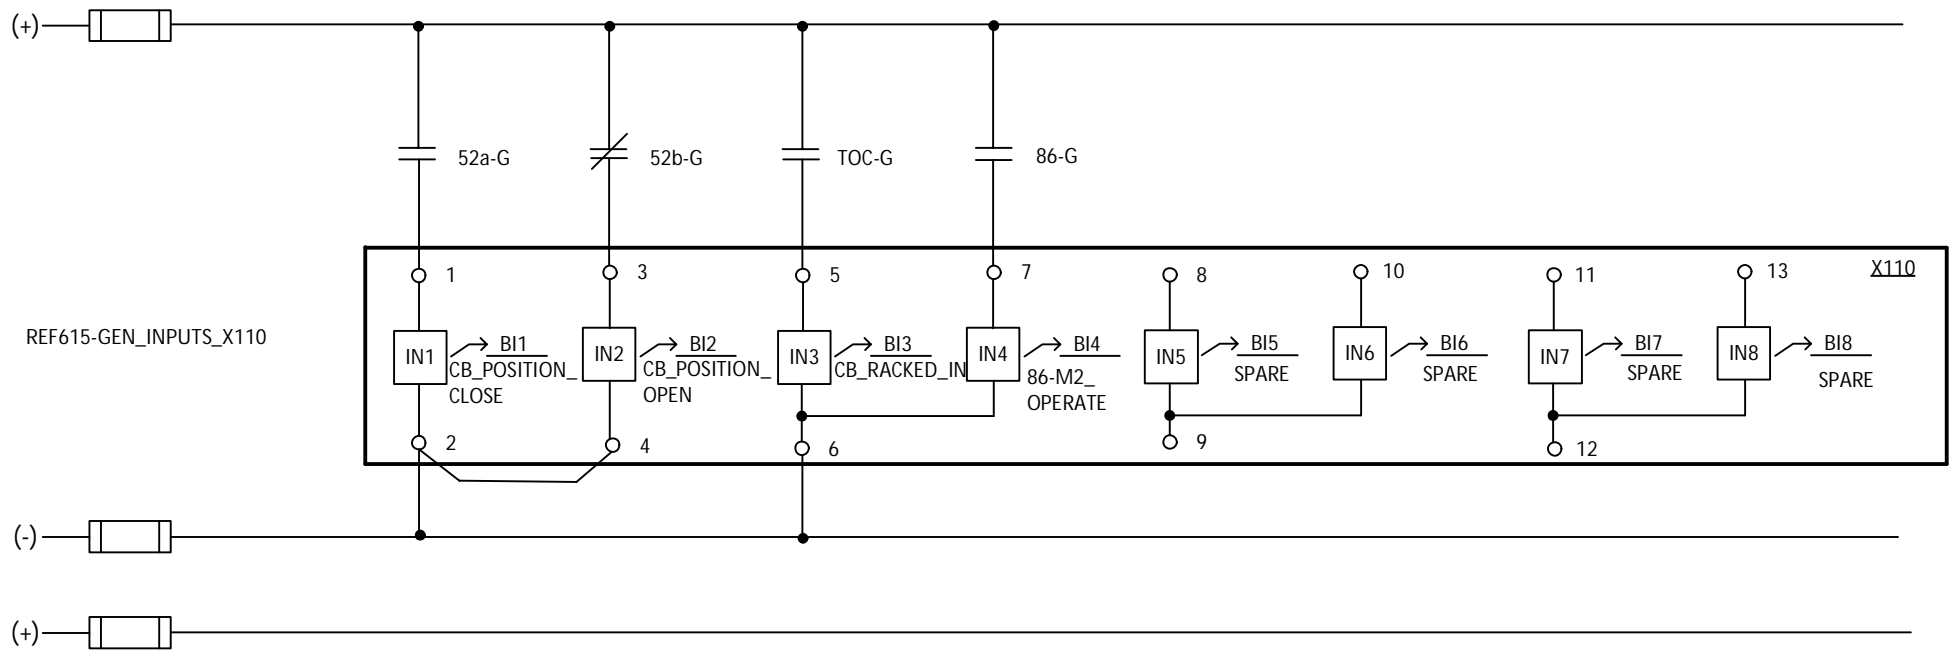 (+)
52a-G
52b-G
TOC-G
86-G
1
3
5
7
8
10
11
13
X110
REF615-GEN_INPUTS_X110
IN1
BI1
CB_POSITION_
CLOSE
IN2
BI2
CB_POSITION_
OPEN
IN3
BI3
CB_RACKED_IN
IN4
BI4
86-M2_
OPERATE
IN5
BI5
SPARE
IN6
BI6
SPARE
IN7
BI7
SPARE
IN8
BI8
SPARE
2
4
6
9
12
(-)
(+)